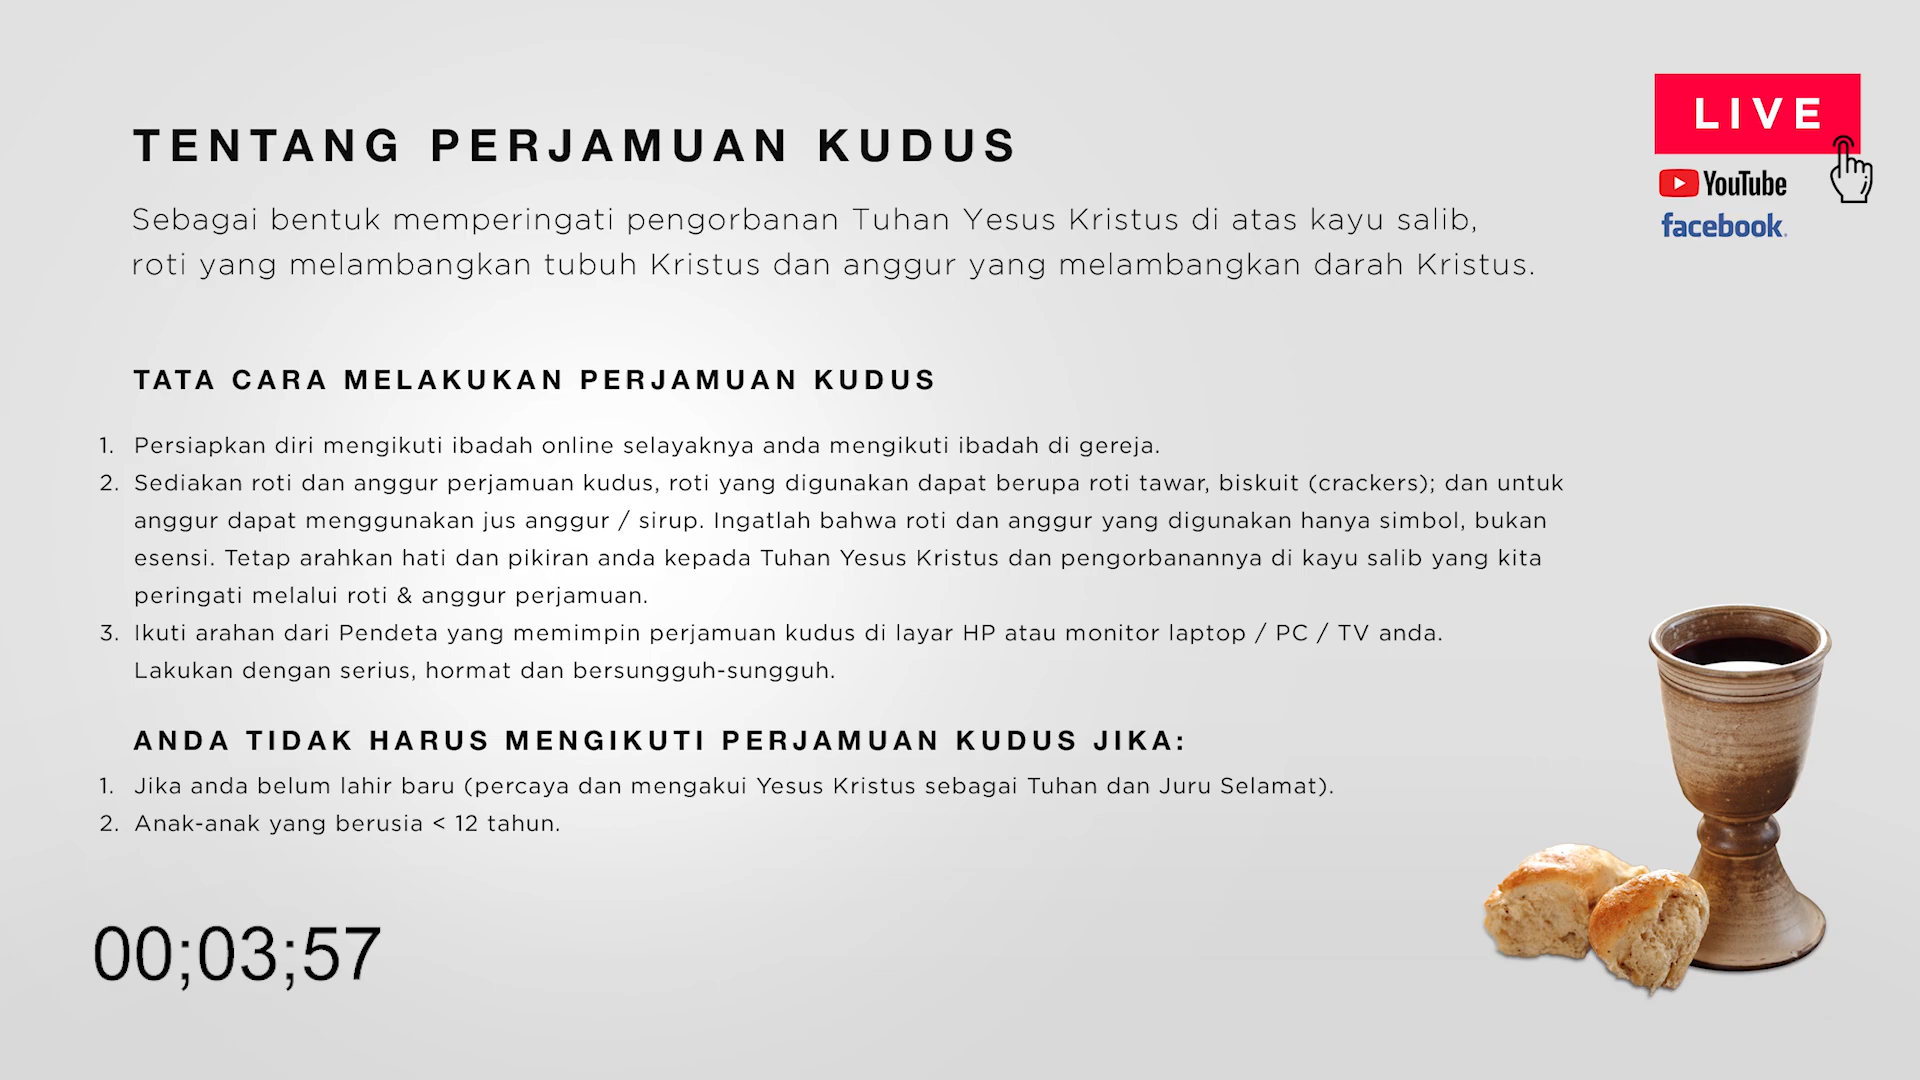 TENTANG PERJAMUAN KUDUS
Sebagai bentuk memperingati pengorbanan Tuhan Yesus Kristus di atas kayu salib,
roti yang melambangkan tubuh Kristus dan anggur yang melambangkan darah Kristus.
LIVE
YouTube
facebook.
TATA CARA MELAKUKAN PERJAMUAN KUDUS
1. Persiapkan diri mengikuti ibadah online selayaknya anda mengikuti ibadah di gereja.
2. Sediakan roti dan anggur perjamuan kudus, roti yang digunakan dapat berupa roti tawar, biskuit (crackers); dan untuk
anggur dapat menggunakan jus anggur / sirup. Ingatlah bahwa roti dan anggur yang digunakan hanya simbol, bukan
esensi. Tetap arahkan hati dan pikiran anda kepada Tuhan Yesus Kristus dan pengorbanannya di kayu salib yang kita
peringati melalui roti & anggur perjamuan.
3. Ikuti arahan dari Pendeta yang memimpin perjamuan kudus di layar HP atau monitor laptop / PC / TV anda.
Lakukan dengan serius, hormat dan bersungguh-sungguh.
ANDA TIDAK HARUS MENGIKUTI PERJAMUAN KUDUS JIKA:
1. Jika anda belum lahir baru (percaya dan mengakui Yesus Kristus sebagai Tuhan dan Juru Selamat).
2. Anak-anak yang berusia < 12 tahun.
00;03;57